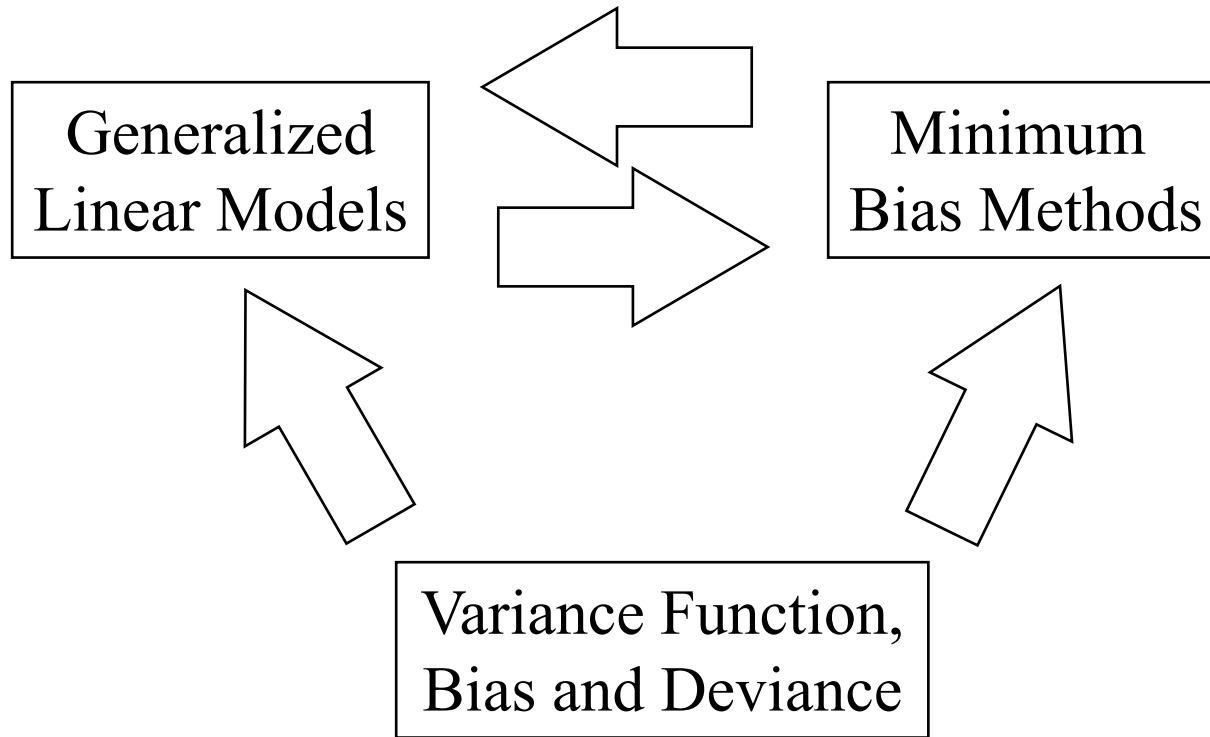 Generalized
Linear Models
Minimum
Bias Methods
Variance Function,
Bias and Deviance